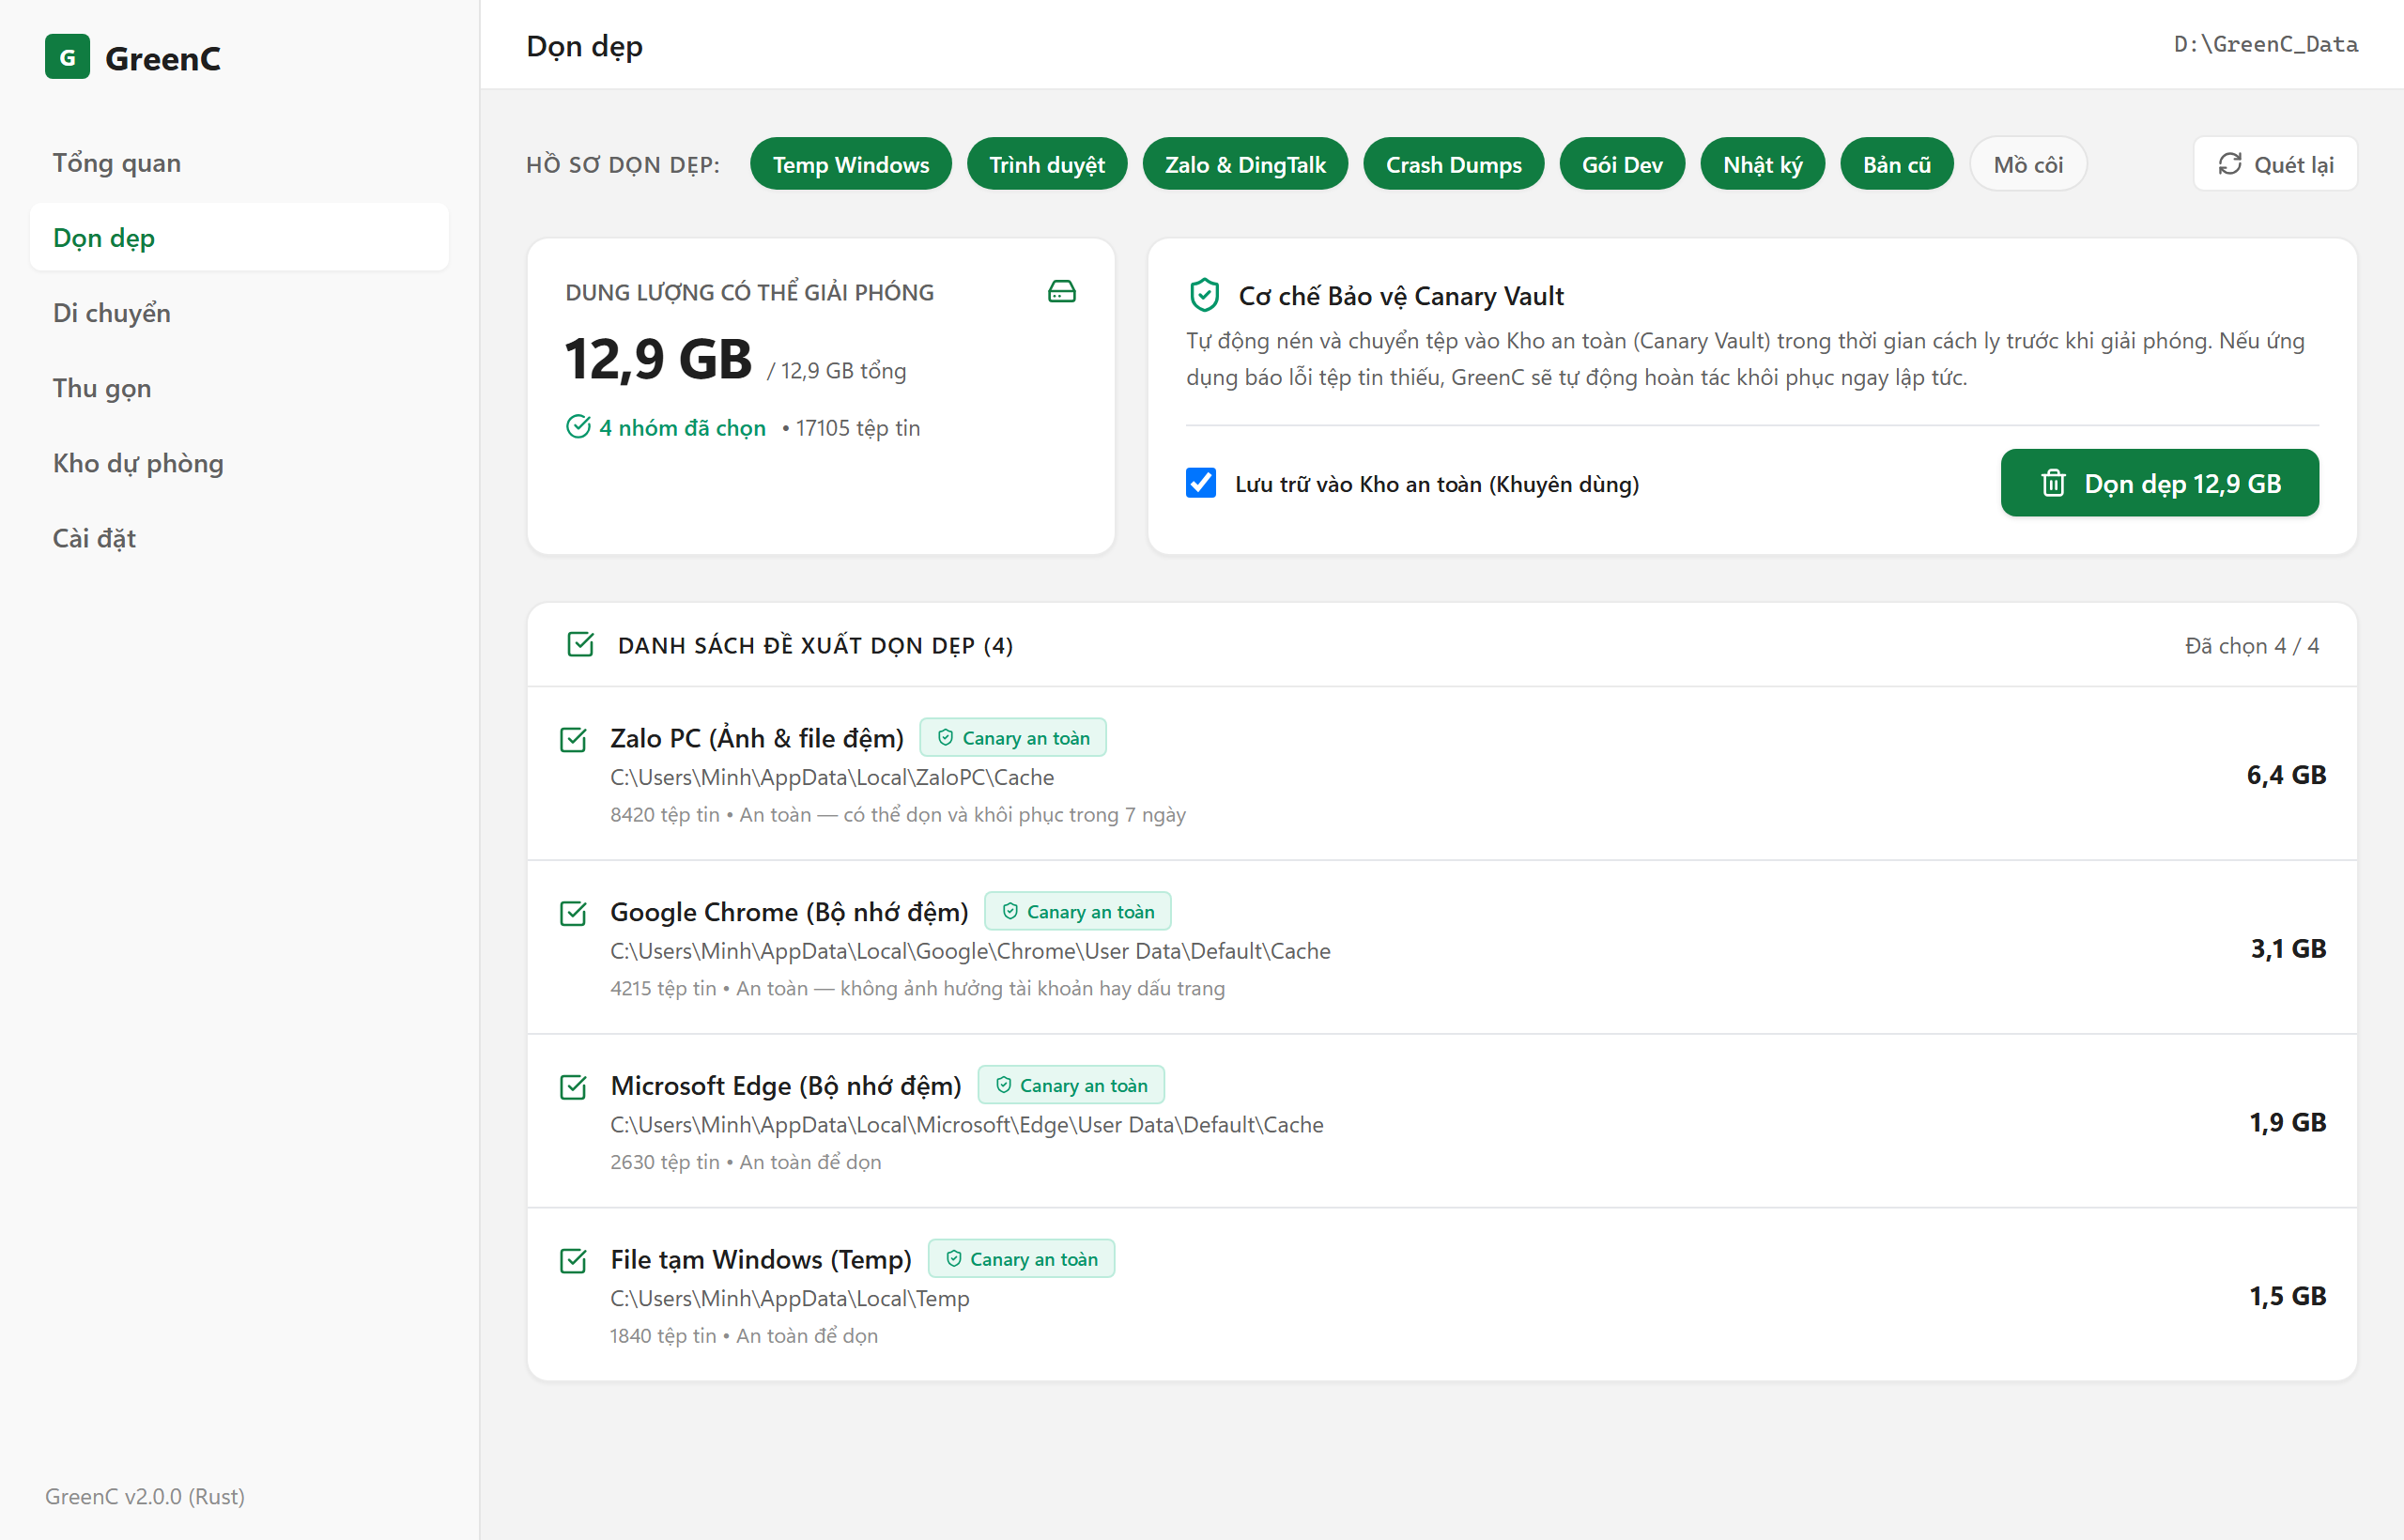 G GreenC
Tổng quan
Dọn dẹp
Di chuyển
Thu gọn
Kho dự phòng
Cài đặt
GreenC v2.0.0 (Rust)
Dọn dẹp
D:\GreenC_Data
HỒ SƠ DỌN DẸP: Temp Windows Trình duyệt Zalo & DingTalk Crash Dumps Gói Dev Nhật ký Bản cũ Mồ côi Quét lại
DUNG LƯỢNG CÓ THỂ GIẢI PHÓNG
12,9 GB / 12,9 GB tổng
4 nhóm đã chọn • 17105 tệp tin
Cơ chế Bảo vệ Canary Vault
Tự động nén và chuyển tệp vào Kho an toàn (Canary Vault) trong thời gian cách ly trước khi giải phóng. Nếu ứng
dụng báo lỗi tệp tin thiếu, GreenC sẽ tự động hoàn tác khôi phục ngay lập tức.
Lưu trữ vào Kho an toàn (Khuyên dùng)
Dọn dẹp 12,9 GB
DANH SÁCH ĐỀ XUẤT DỌN DẸP (4)
Đã chọn 4 / 4
Zalo PC (Ảnh & file đệm) Canary an toàn
C:\Users\Minh\AppData\Local\ZaloPC\Cache
8420 tệp tin • An toàn — có thể dọn và khôi phục trong 7 ngày
6,4 GB
Google Chrome (Bộ nhớ đệm) Canary an toàn
C:\Users\Minh\AppData\Local\Google\Chrome\User Data\Default\Cache
4215 tệp tin • An toàn — không ảnh hưởng tài khoản hay dấu trang
3,1 GB
Microsoft Edge (Bộ nhớ đệm) Canary an toàn
C:\Users\Minh\AppData\Local\Microsoft\Edge\User Data\Default\Cache
2630 tệp tin • An toàn để dọn
1,9 GB
File tạm Windows (Temp) Canary an toàn
C:\Users\Minh\AppData\Local\Temp
1840 tệp tin • An toàn để dọn
1,5 GB